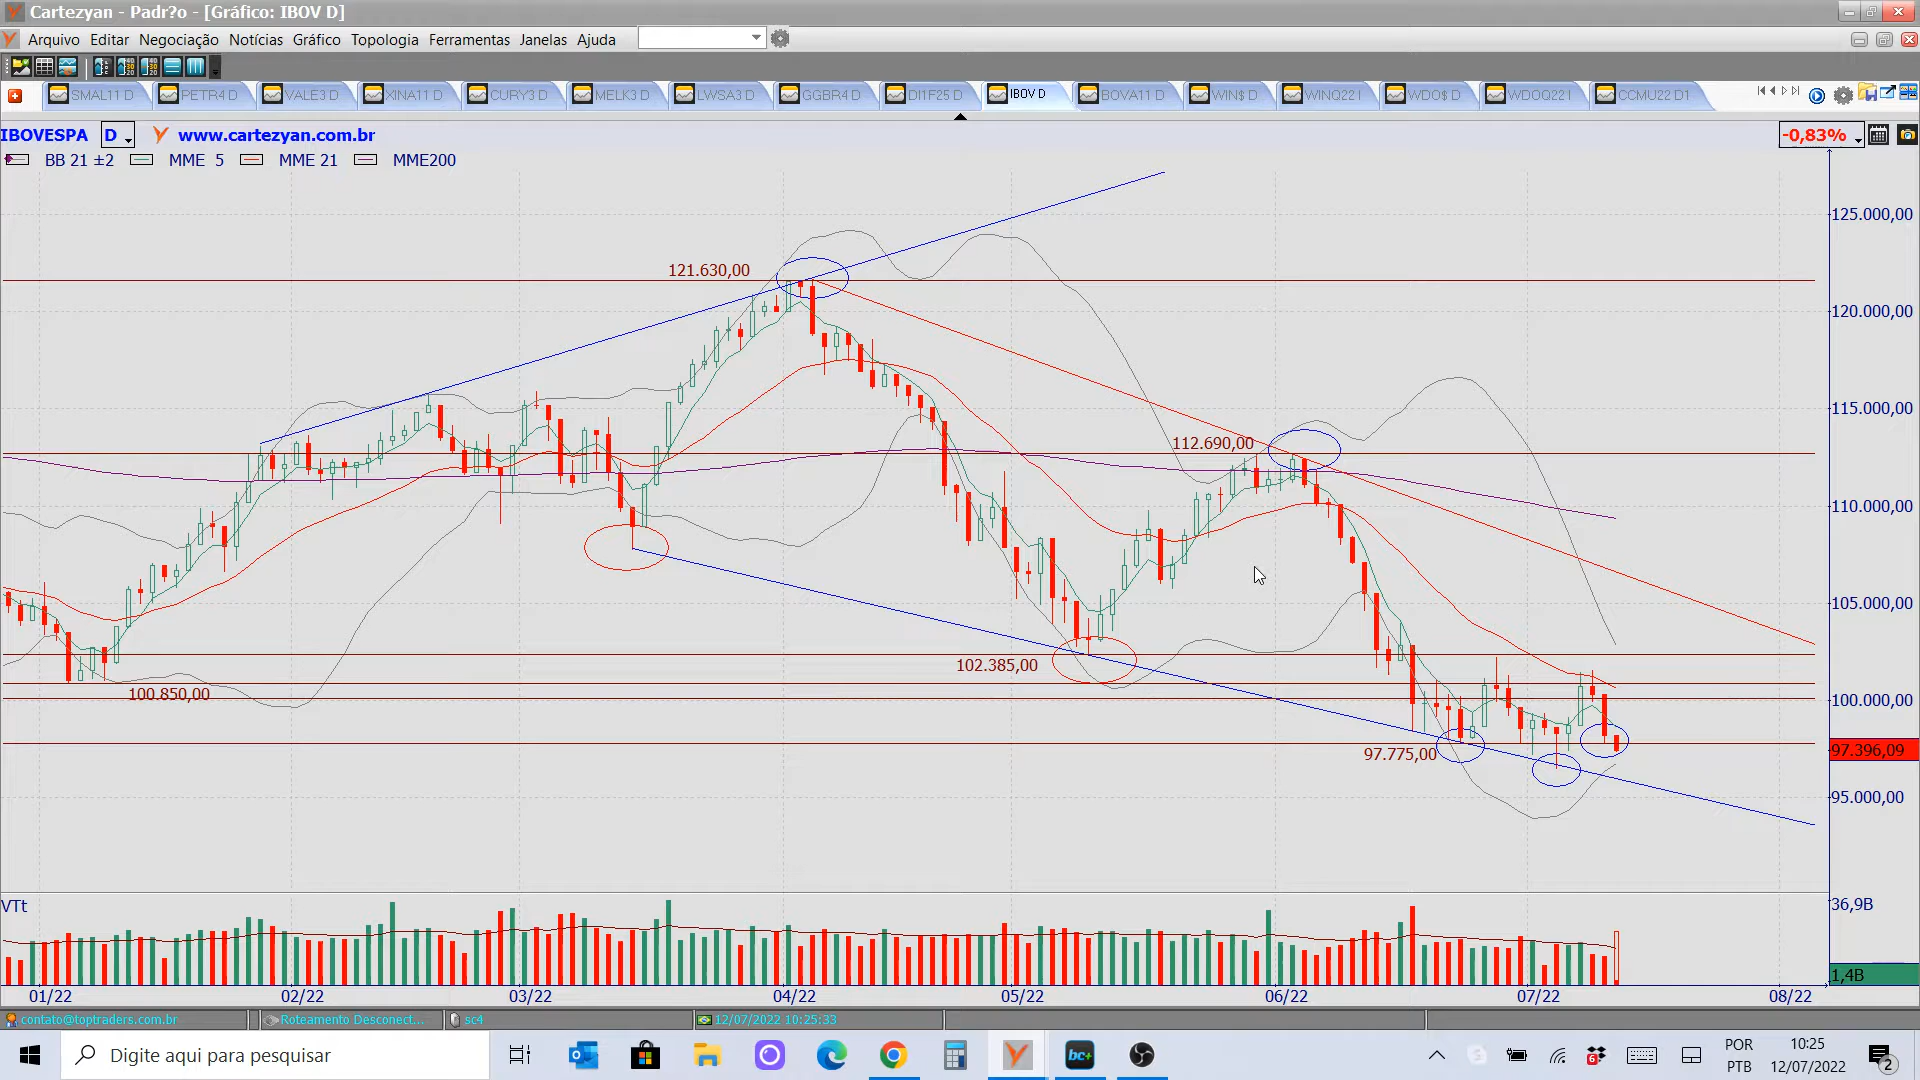 Cartezyan - Padr?o - [Gráfico: IBOV D]
Arquivo Editar Negociação Notícias Gráfico Topologia Ferramentas Janelas Ajuda
SMAL11 D PETR4 D VALE3 D XINA11 D CURY3 D MELK3 D LWSA3 D GGBR4 D DI1F25 D IBOV D BOVA11 D WIN$ D WINQ22 I WDO$ D WDOQ22 I CCMU22 D1
IBOVESPA D www.cartezyan.com.br -0,83%
BB 21 ±2 MME 5 MME 21 MME200
125.000,00
121.630,00
120.000,00
115.000,00
112.690,00
110.000,00
105.000,00
102.385,00
100.850,00
100.000,00
97.775,00
97.396,09
95.000,00
VTt
36,9B
1,4B
01/22 02/22 03/22 04/22 05/22 06/22 07/22 08/22
contato@toptraders.com.br Roteamento Desconect... sc4 12/07/2022 10:25:33
Digite aqui para pesquisar
bc+
6
POR
PTB
10:25
12/07/2022
2